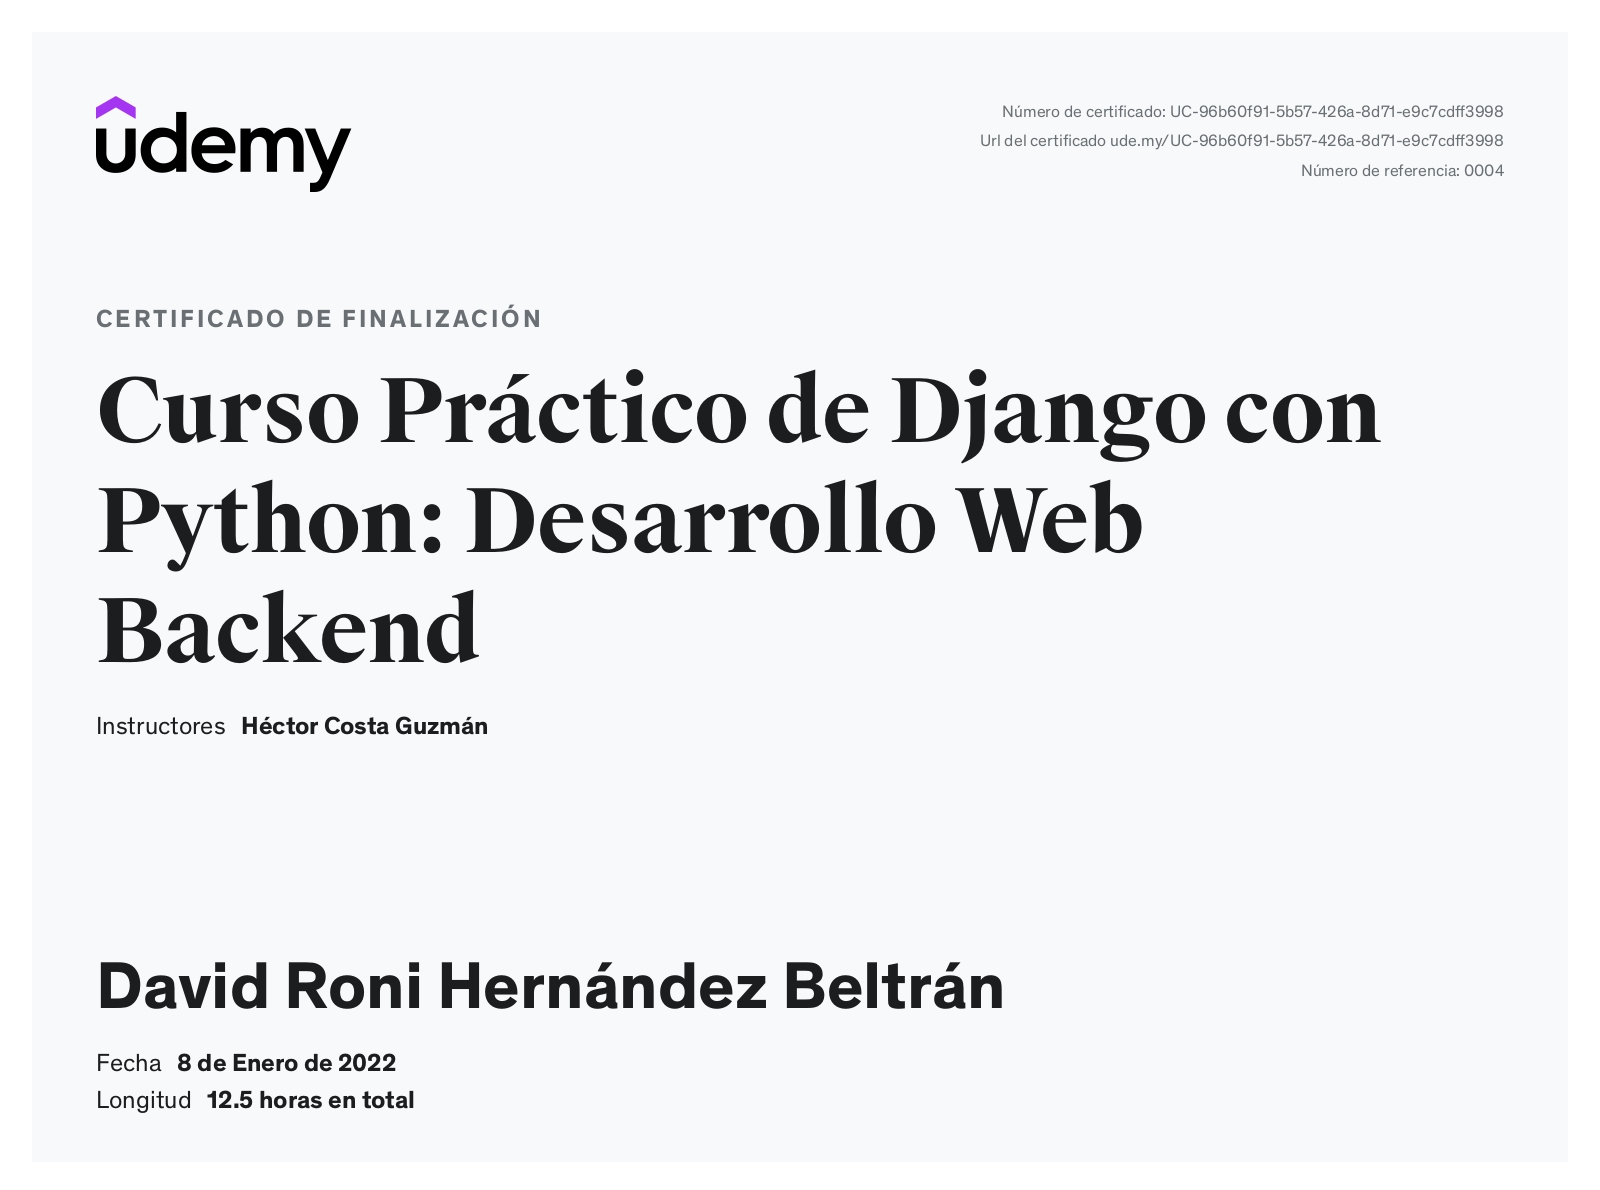 udemy
Número de certificado: UC-96b60f91-5b57-426a-8d71-e9c7cdff3998
Url del certificado ude.my/UC-96b60f91-5b57-426a-8d71-e9c7cdff3998
Número de referencia: 0004
CERTIFICADO DE FINALIZACIÓN
Curso Práctico de Django con
Python: Desarrollo Web
Backend
Instructores Héctor Costa Guzmán
David Roni Hernández Beltrán
Fecha 8 de Enero de 2022
Longitud 12.5 horas en total